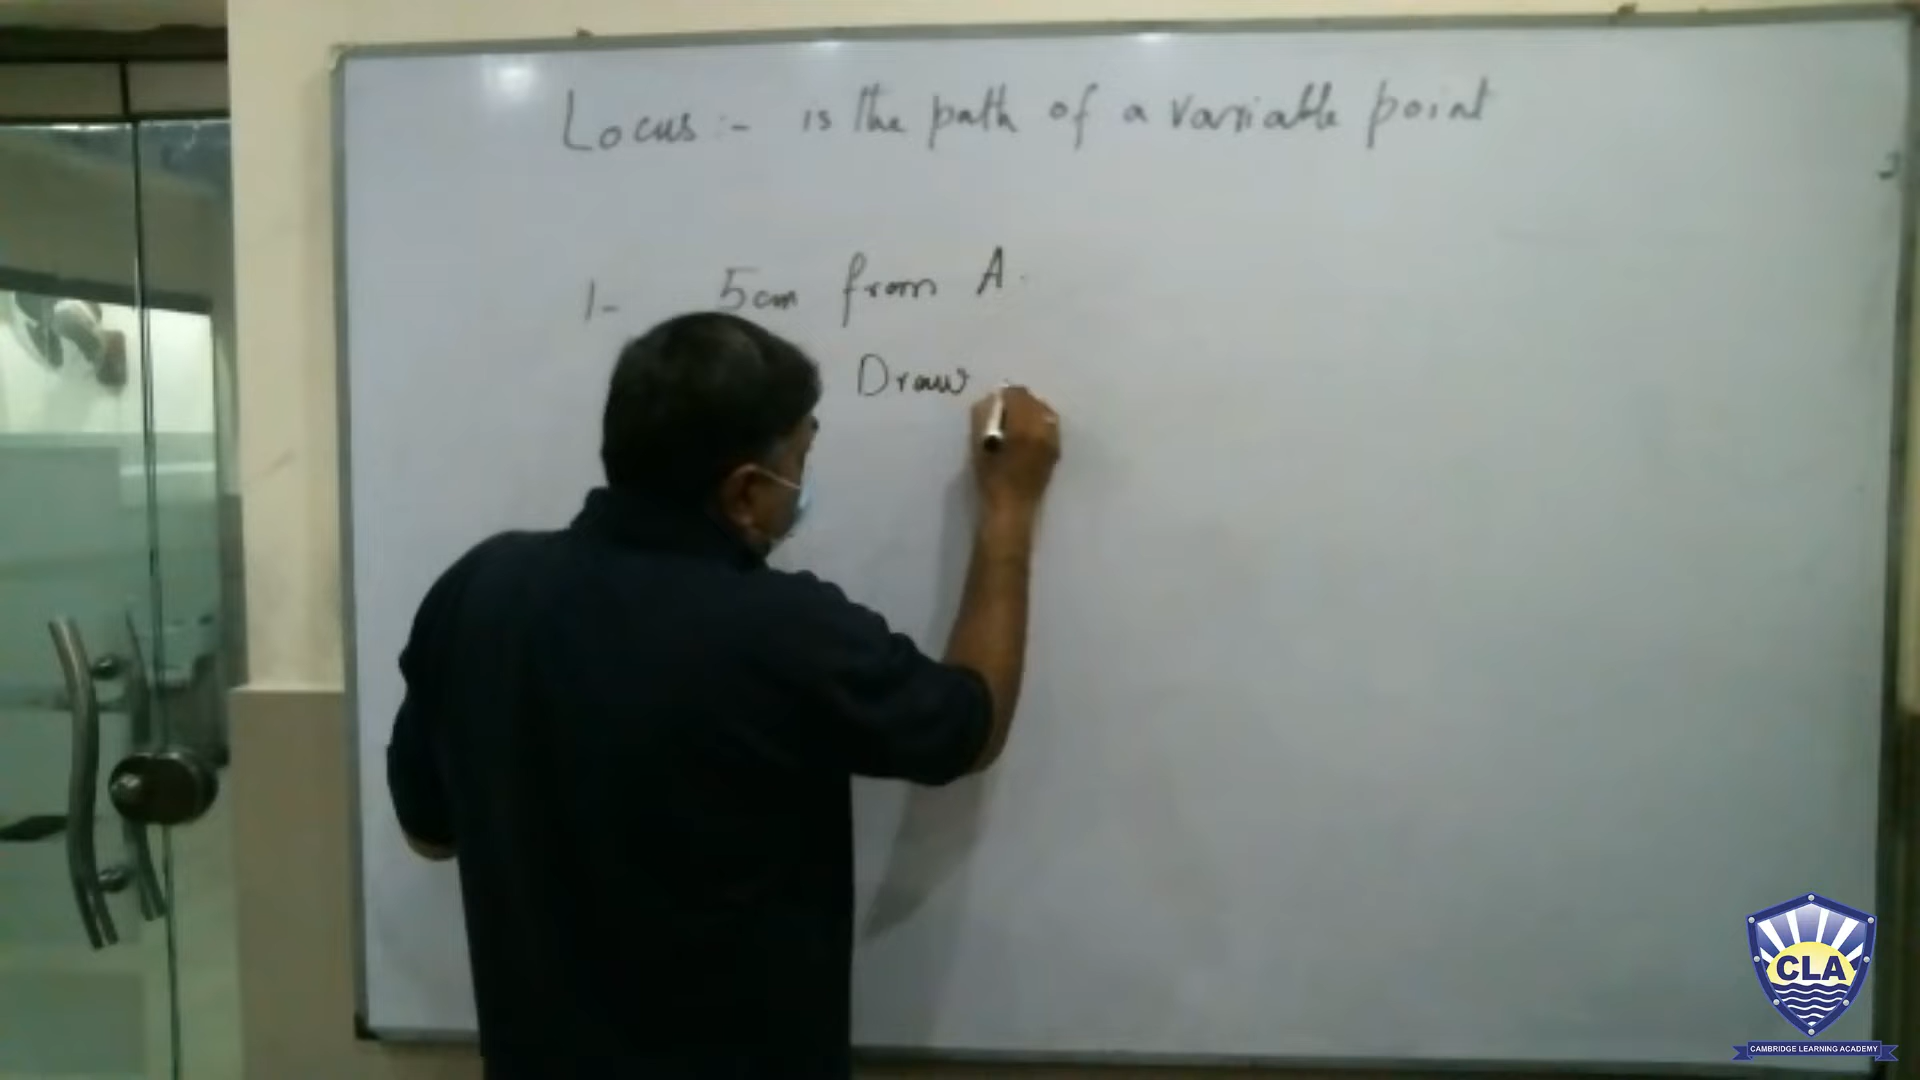 Locus :- is the path of a variable point
1- 5cm from A.
Draw
CLA
CAMBRIDGE LEARNING ACADEMY